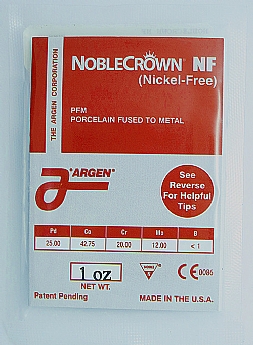 THE ARGEN CORPORATION
NOBLECROWN® NF
(Nickel-Free)
PFM
PORCELAIN FUSED TO METAL
ARGEN®
See
Reverse
For Helpful
Tips
Pd Co Cr Mo B
25.00 42.75 20.00 12.00 < 1
1 oz
NET WT.
NOBLE
CE 0086
Patent Pending
MADE IN THE U.S.A.